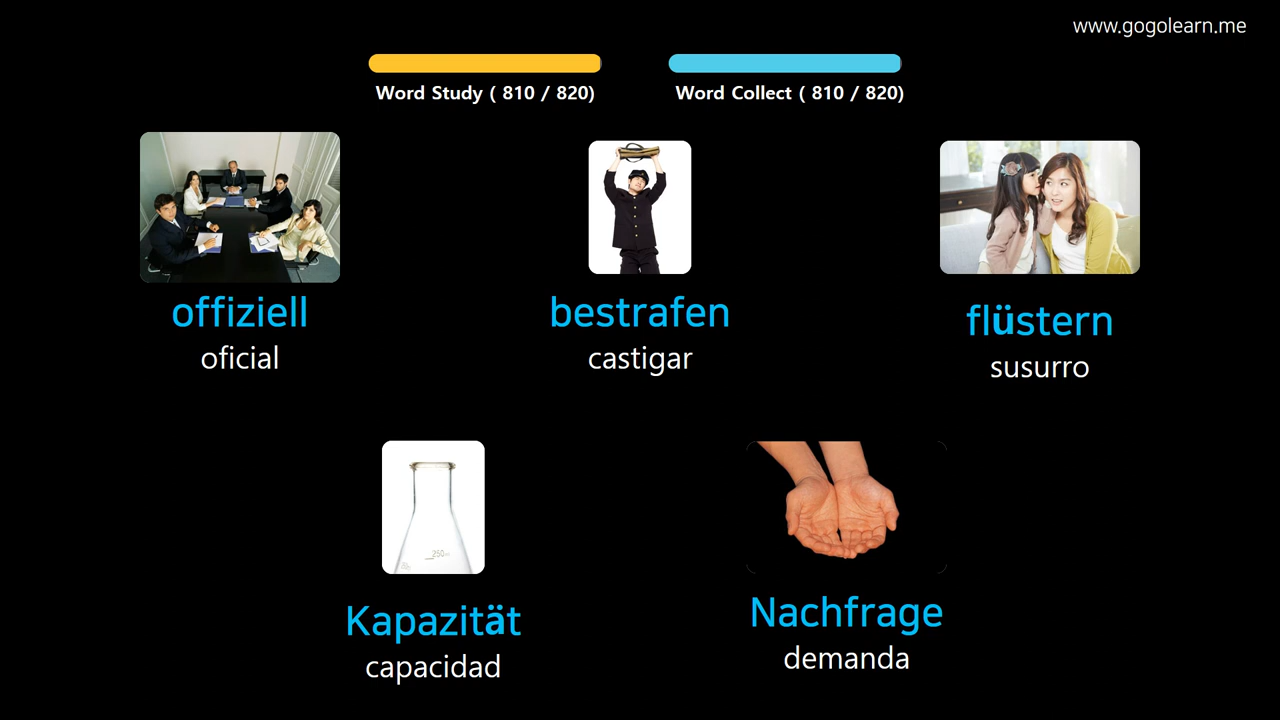 www.gogolearn.me
Word Study ( 810 / 820)
Word Collect ( 810 / 820)
offiziell
oficial
bestrafen
castigar
flüstern
susurro
250
Kapazität
capacidad
Nachfrage
demanda